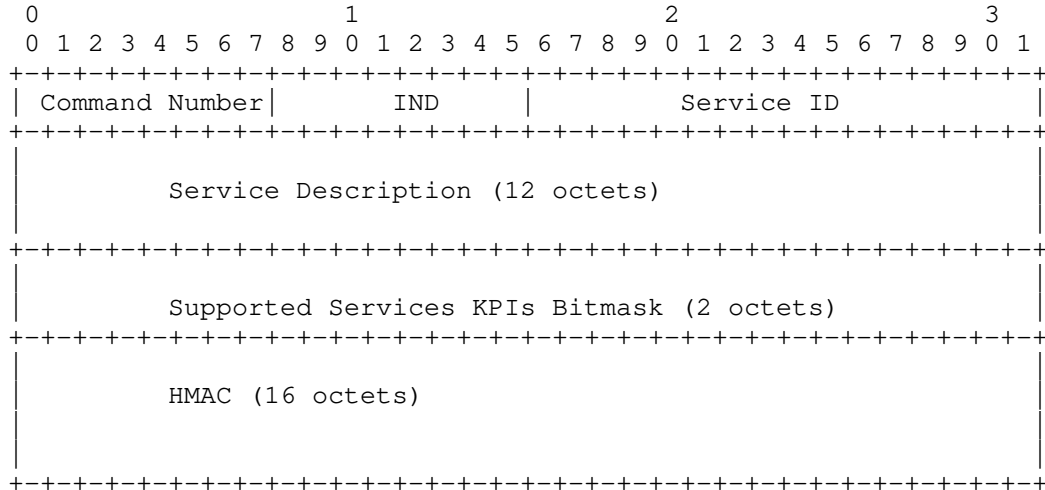 0                   1                   2                   3
0 1 2 3 4 5 6 7 8 9 0 1 2 3 4 5 6 7 8 9 0 1 2 3 4 5 6 7 8 9 0 1
+-+-+-+-+-+-+-+-+-+-+-+-+-+-+-+-+-+-+-+-+-+-+-+-+-+-+-+-+-+-+-+-+
| Command Number|       IND     |         Service ID            |
+-+-+-+-+-+-+-+-+-+-+-+-+-+-+-+-+-+-+-+-+-+-+-+-+-+-+-+-+-+-+-+-+
Service Description (12 octets)
+-+-+-+-+-+-+-+-+-+-+-+-+-+-+-+-+-+-+-+-+-+-+-+-+-+-+-+-+-+-+-+-+
Supported Services KPIs Bitmask (2 octets)
+-+-+-+-+-+-+-+-+-+-+-+-+-+-+-+-+-+-+-+-+-+-+-+-+-+-+-+-+-+-+-+-+
HMAC (16 octets)
+-+-+-+-+-+-+-+-+-+-+-+-+-+-+-+-+-+-+-+-+-+-+-+-+-+-+-+-+-+-+-+-+